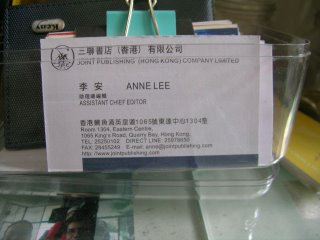 三聯書店（香港）有限公司
JOINT PUBLISHING (HONG KONG) COMPANY LIMITED
李 安 ANNE LEE
助理總編輯
ASSISTANT CHIEF EDITOR
香港鰂魚涌英皇道1065號東達中心1304室
Room 1304, Eastern Centre,
1065 King's Road, Quarry Bay, Hong Kong.
TEL: 25250102 DIRECT LINE: 25978650
FAX: 28455249 E-mail: anne@jointpublishing.com
http://www.jointpublishing.com